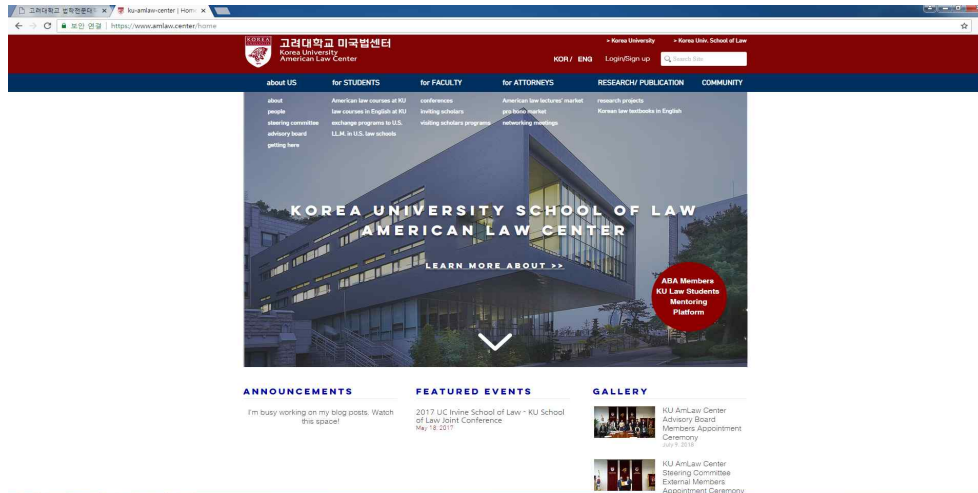 고려대학교 법학전문대
ku-amlaw-center | Home
보안 연결 | https://www.amlaw.center/home
KOREA
고려대학교 미국법센터
Korea University
American Law Center
> Korea University
> Korea Univ. School of Law
KOR / ENG
Login/Sign up
Search Site
about US
for STUDENTS
for FACULTY
for ATTORNEYS
RESEARCH/ PUBLICATION
COMMUNITY
about
people
steering committee
advisory board
getting here
American law courses at KU
law courses in English at KU
exchange programs to U.S.
LL.M. in U.S. law schools
conferences
inviting scholars
visiting scholars programs
American law lectures' market
pro bono market
networking meetings
research projects
Korean law textbooks in English
KOREA UNIVERSITY SCHOOL OF LAW
AMERICAN LAW CENTER
LEARN MORE ABOUT >>
ABA Members
KU Law Students
Mentoring
Platform
ANNOUNCEMENTS
I'm busy working on my blog posts. Watch
this space!
FEATURED EVENTS
2017 UC Irvine School of Law - KU School
of Law Joint Conference
May 18, 2017
GALLERY
KU AmLaw Center
Advisory Board
Members Appointment
Ceremony
July 9, 2016
KU AmLaw Center
Steering Committee
External Members
Appointment Ceremony